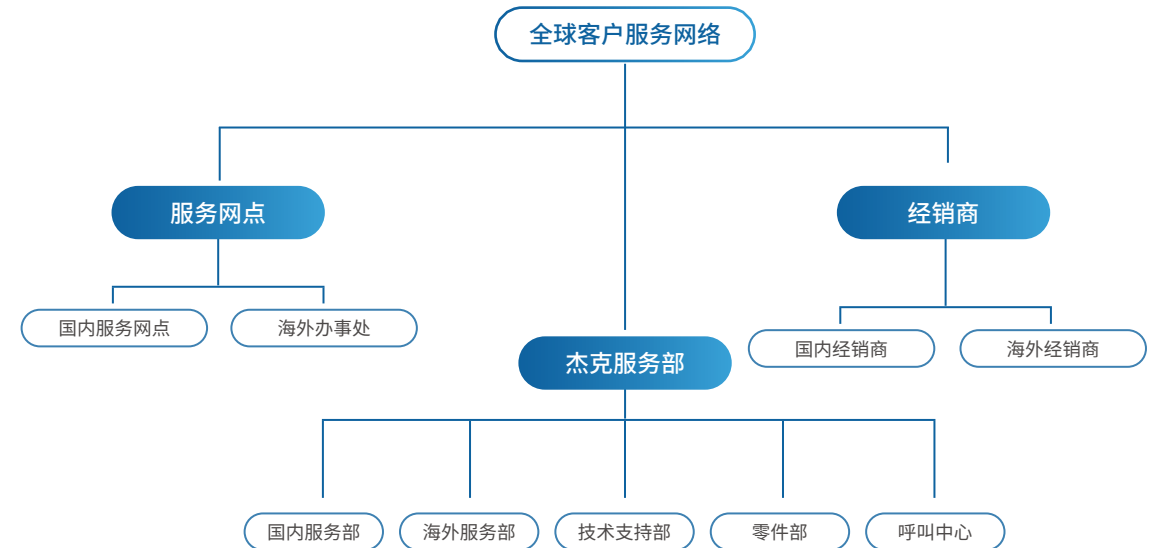 全球客户服务网络
服务网点
经销商
国内服务网点
海外办事处
国内经销商
海外经销商
杰克服务部
国内服务部
海外服务部
技术支持部
零件部
呼叫中心